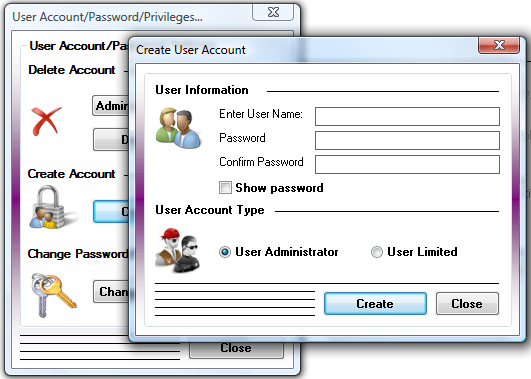 User Account/Password/Privileges...
User Account/Pa
Delete Account
Admin
D
Create Account
C
Change Password
Chan
Close
Create User Account
User Information
Enter User Name:
Password
Confirm Password
Show password
User Account Type
User Administrator
User Limited
Create
Close